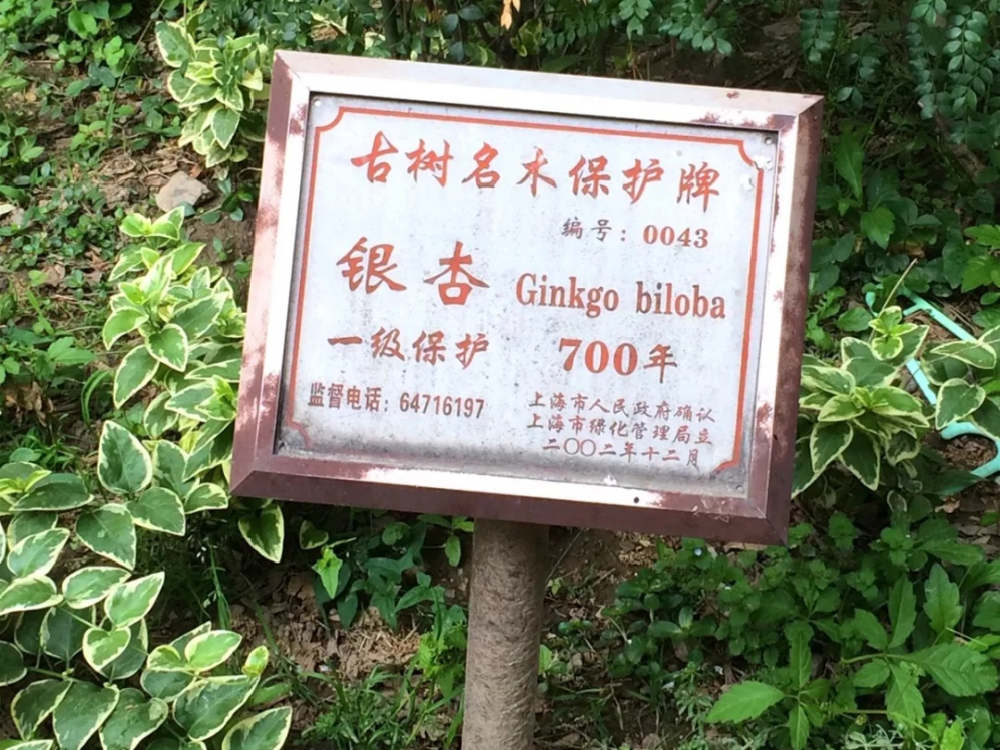 古树名木保护牌
编号：0043
银杏 Ginkgo biloba
一级保护 700年
监督电话：64716197
上海市人民政府确认
上海市绿化管理局立
二〇〇二年十二月